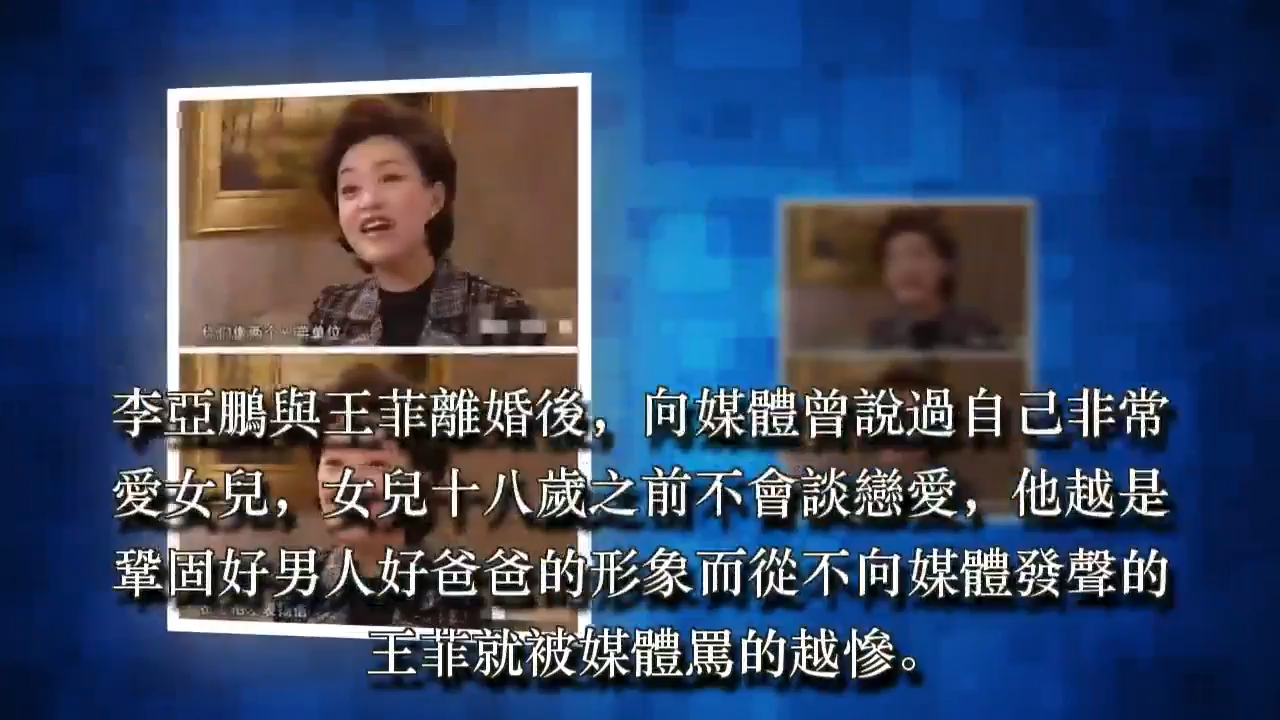 李亞鵬與王菲離婚後，向媒體曾說過自己非常
愛女兒，女兒十八歲之前不會談戀愛，他越是
鞏固好男人好爸爸的形象而從不向媒體發聲的
王菲就被媒體罵的越慘。